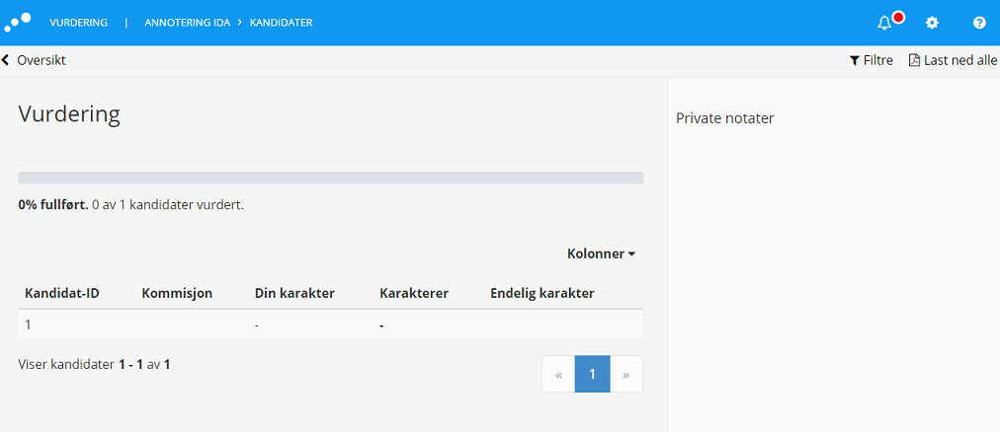 VURDERING | ANNOTERING IDA > KANDIDATER
Oversikt
Filtre Last ned alle
Vurdering
Private notater
0% fullført. 0 av 1 kandidater vurdert.
Kolonner
Kandidat-ID Kommisjon Din karakter Karakterer Endelig karakter
1 - -
Viser kandidater 1 - 1 av 1
« 1 »